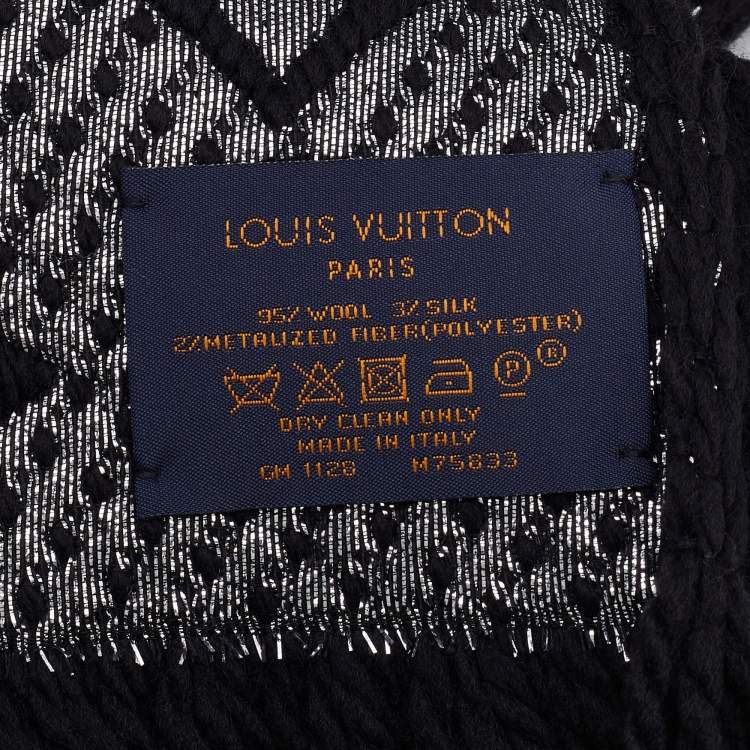 LOUIS VUITTON
PARIS
95% WOOL 3% SILK
2%METALIZED FIBER(POLYESTER)
P ®
DRY CLEAN ONLY
MADE IN ITALY
GM 1128 M75833